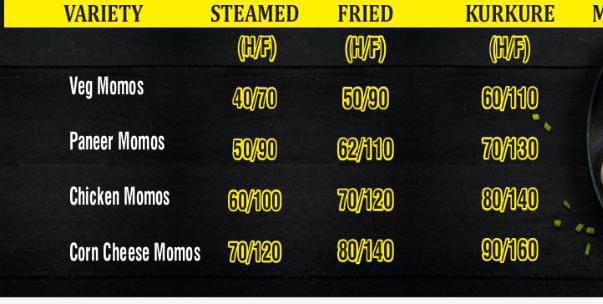 VARIETY STEAMED FRIED KURKURE M
(H/F) (H/F) (H/F)
Veg Momos 40/70 50/90 60/110
Paneer Momos 50/90 62/110 70/130
Chicken Momos 60/100 70/120 80/140
Corn Cheese Momos 70/120 80/140 90/160